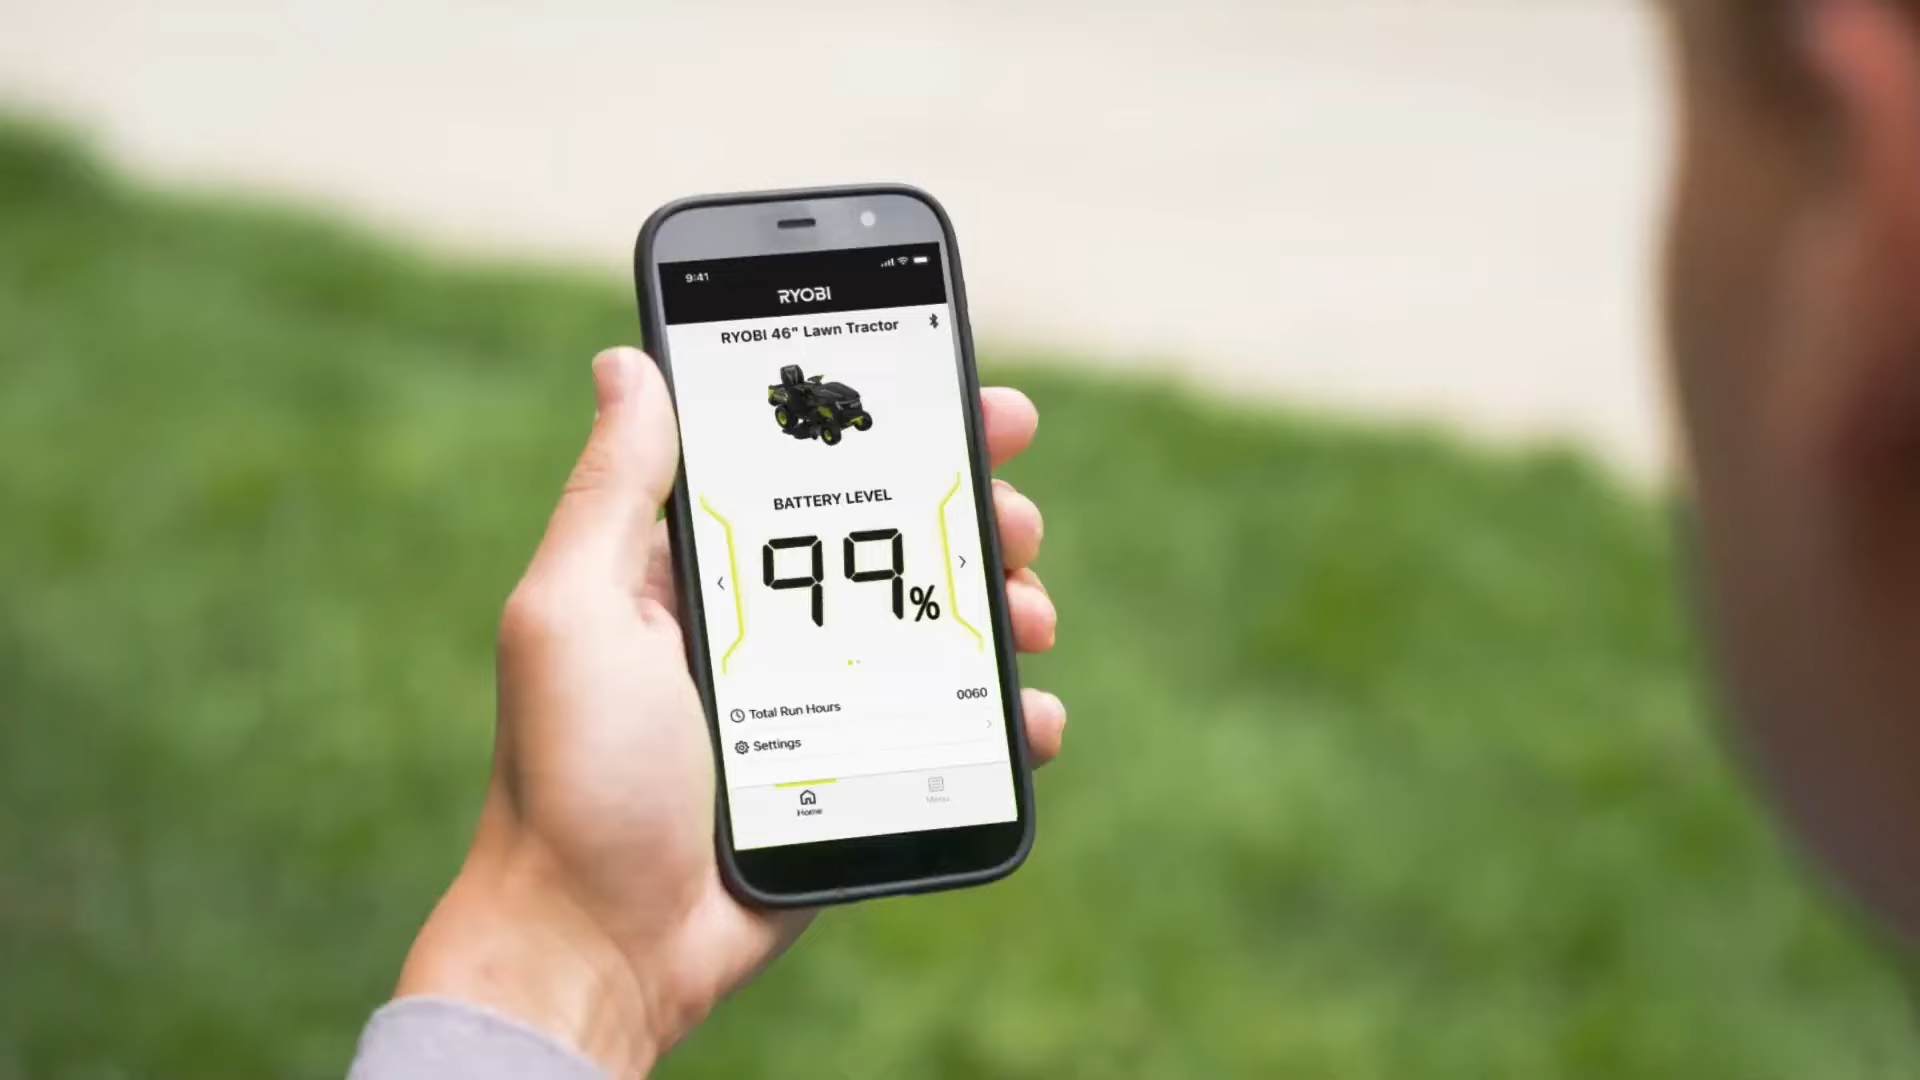 9:41
RYOBI
RYOBI 46" Lawn Tractor
BATTERY LEVEL
99%
Total Run Hours 0060
Settings
Home Menu